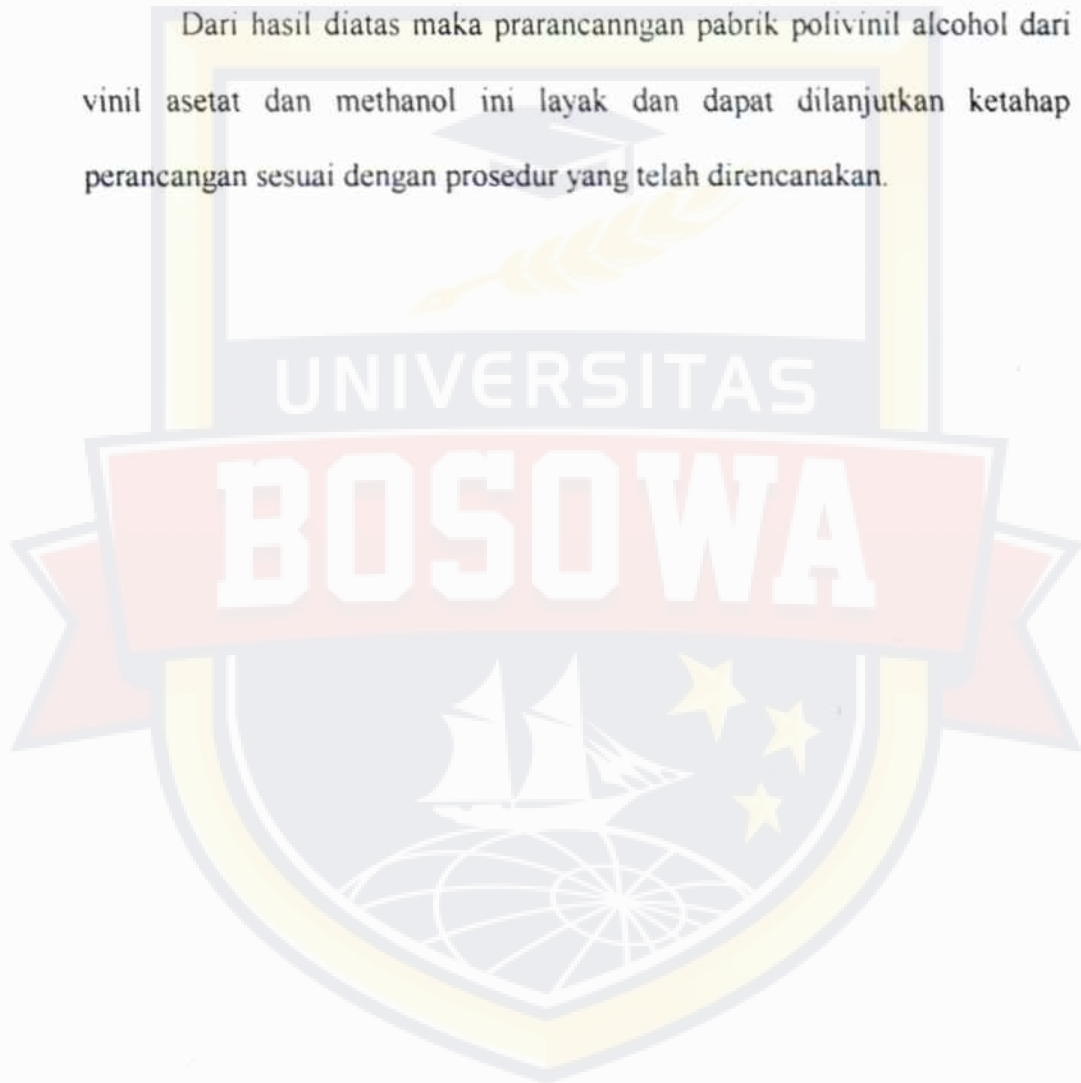 Dari hasil diatas maka prarancanngan pabrik polivinil alcohol dari
vinil asetat dan methanol ini layak dan dapat dilanjutkan ketahap
perancangan sesuai dengan prosedur yang telah direncanakan.
UNIVERSITAS
BOSOWA